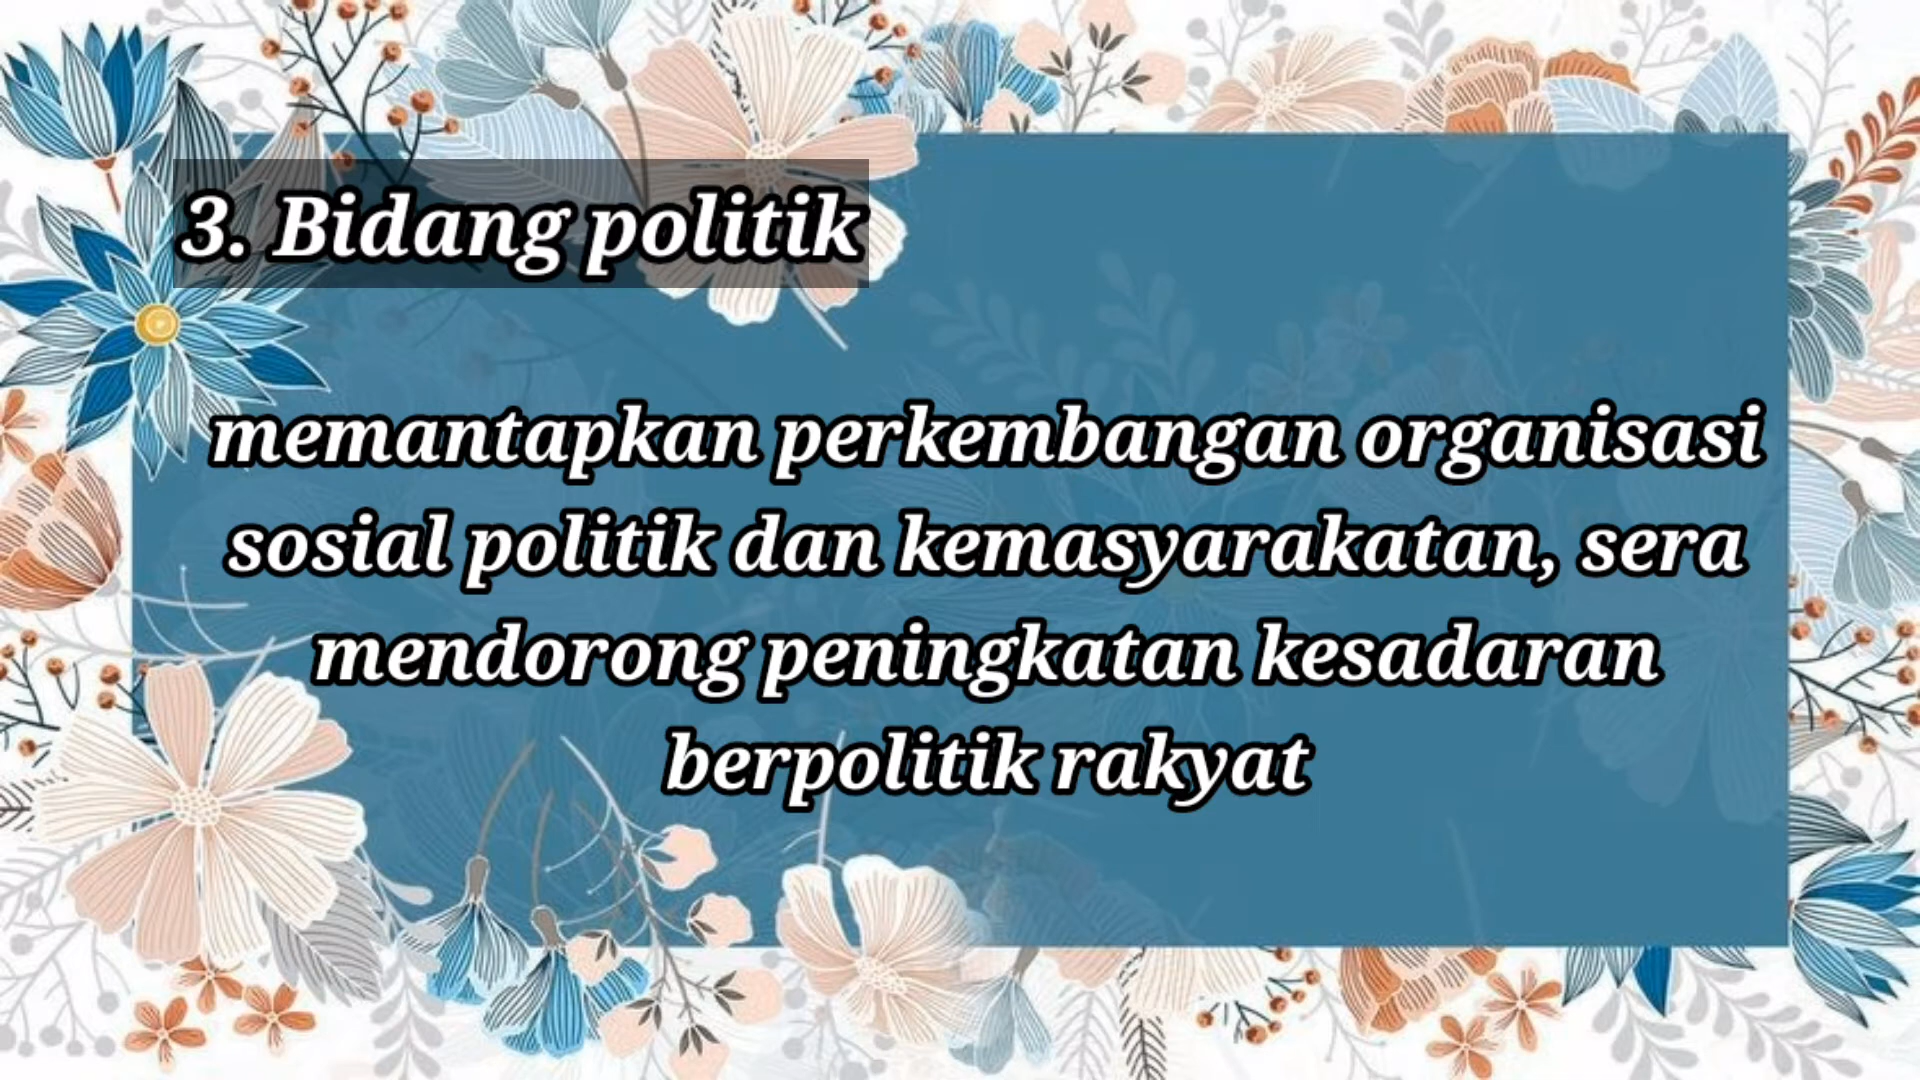 3. Bidang politik
memantapkan perkembangan organisasi
sosial politik dan kemasyarakatan, sera
mendorong peningkatan kesadaran
berpolitik rakyat